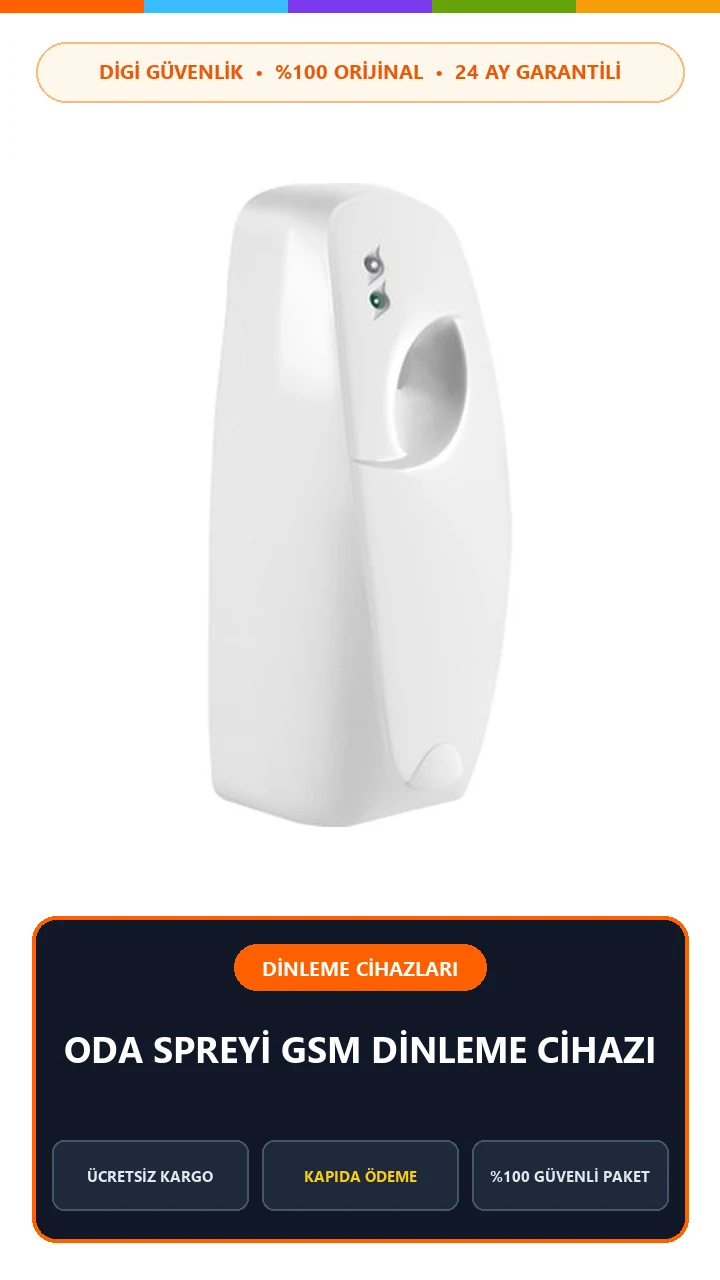 DİGİ GÜVENLİK • %100 ORİJİNAL • 24 AY GARANTİLİ
DİNLEME CİHAZLARI
ODA SPREYİ GSM DİNLEME CİHAZI
ÜCRETSİZ KARGO
KAPIDA ÖDEME
%100 GÜVENLİ PAKET